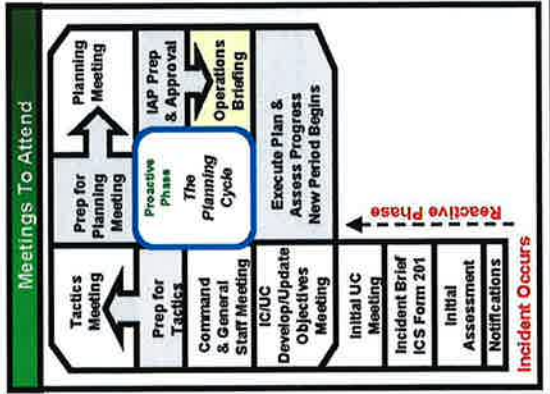 Meetings To Attend
Tactics
Meeting
Prep for
Planning
Meeting
Planning
Meeting
Prep for
Tactics
Proactive
Phase
The
Planning
Cycle
IAP Prep
& Approval
Command
& General
Staff Meeting
Operations
Briefing
IC/UC
Develop/Update
Objectives
Meeting
Execute Plan &
Assess Progress
New Period Begins
Initial UC
Meeting
Incident Brief
ICS Form 201
Initial
Assessment
Notifications
Reactive Phase
Incident Occurs